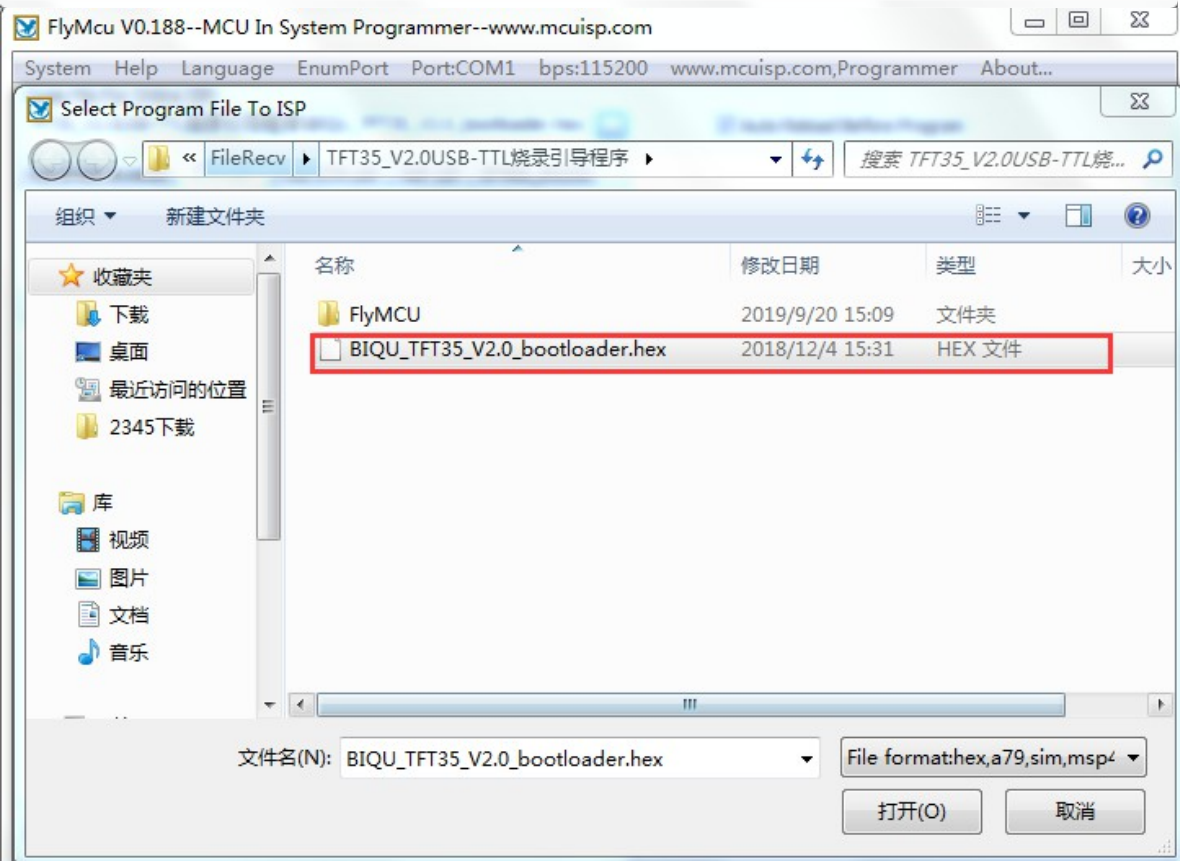 FlyMcu V0.188--MCU In System Programmer--www.mcuisp.com
System Help Language EnumPort Port:COM1 bps:115200 www.mcuisp.com,Programmer About...
Select Program File To ISP
« FileRecv TFT35_V2.0USB-TTL烧录引导程序 搜索 TFT35_V2.0USB-TTL烧...
组织 新建文件夹
名称 修改日期 类型 大小
收藏夹
下载
桌面
最近访问的位置
2345下载
库
视频
图片
文档
音乐
FlyMCU 2019/9/20 15:09 文件夹
BIQU_TFT35_V2.0_bootloader.hex 2018/12/4 15:31 HEX 文件
文件名(N): BIQU_TFT35_V2.0_bootloader.hex File format:hex,a79,sim,msp4
打开(O) 取消